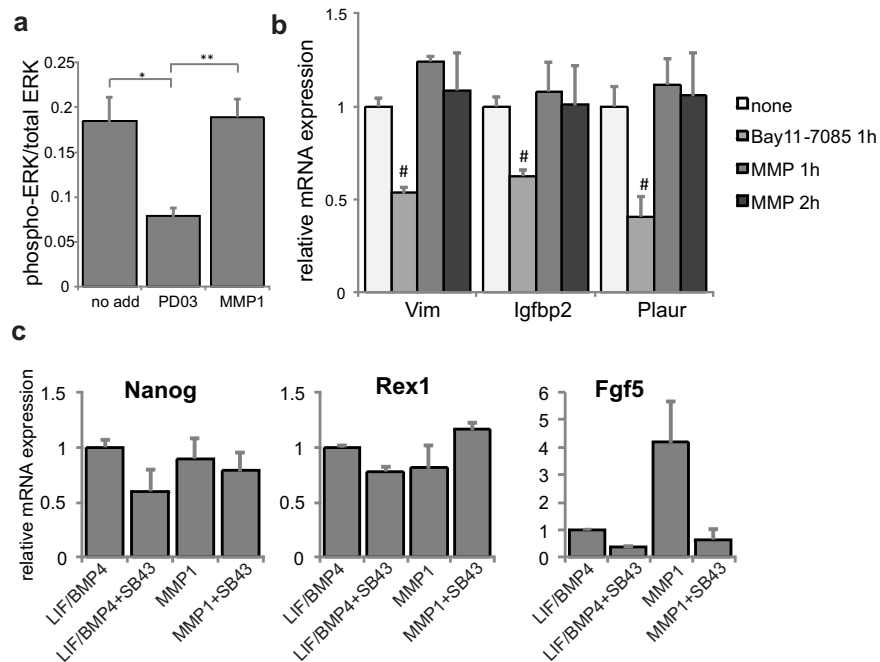 a
phospho-ERK/total ERK
0.25
0.2
0.15
0.1
0.05
0
*
**
no add PD03 MMP1
b
relative mRNA expression
1.5
1
0.5
0
#
#
#
Vim Igfbp2 Plaur
none
Bay11-7085 1h
MMP 1h
MMP 2h
c
relative mRNA expression
Nanog
1.5
1
0.5
0
LIF/BMP4
LIF/BMP4+SB43
MMP1
MMP1+SB43
Rex1
1.5
1
0.5
0
LIF/BMP4
LIF/BMP4+SB43
MMP1
MMP1+SB43
Fgf5
6
5
4
3
2
1
0
LIF/BMP4
LIF/BMP4+SB43
MMP1
MMP1+SB43